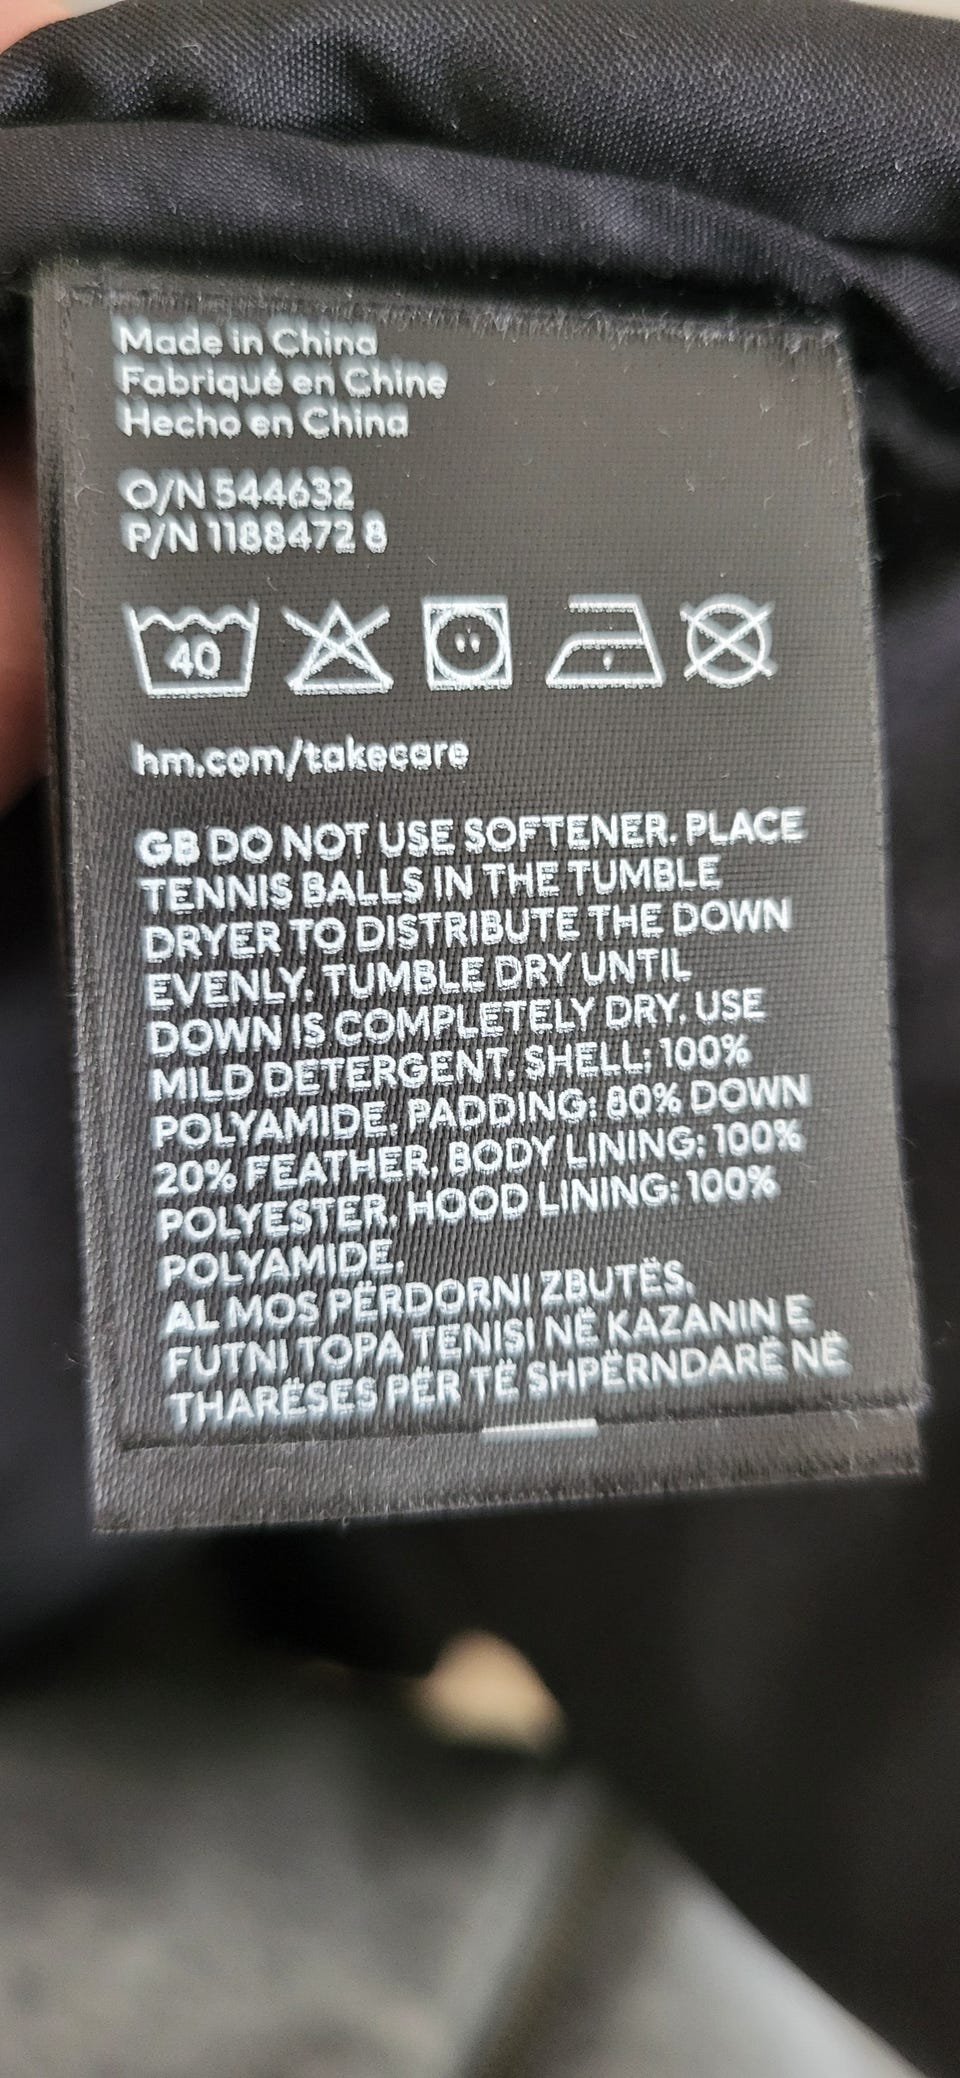 Made in China
Fabriqué en Chine
Hecho en China
O/N 544632
P/N 1188472 8
40
hm.com/takecare
GB DO NOT USE SOFTENER. PLACE
TENNIS BALLS IN THE TUMBLE
DRYER TO DISTRIBUTE THE DOWN
EVENLY. TUMBLE DRY UNTIL
DOWN IS COMPLETELY DRY. USE
MILD DETERGENT. SHELL: 100%
POLYAMIDE. PADDING: 80% DOWN
20% FEATHER. BODY LINING: 100%
POLYESTER. HOOD LINING: 100%
POLYAMIDE.
AL MOS PËRDORNI ZBUTËS.
FUTNI TOPA TENISI NË KAZANIN E
THARËSES PËR TË SHPËRNDARË NË